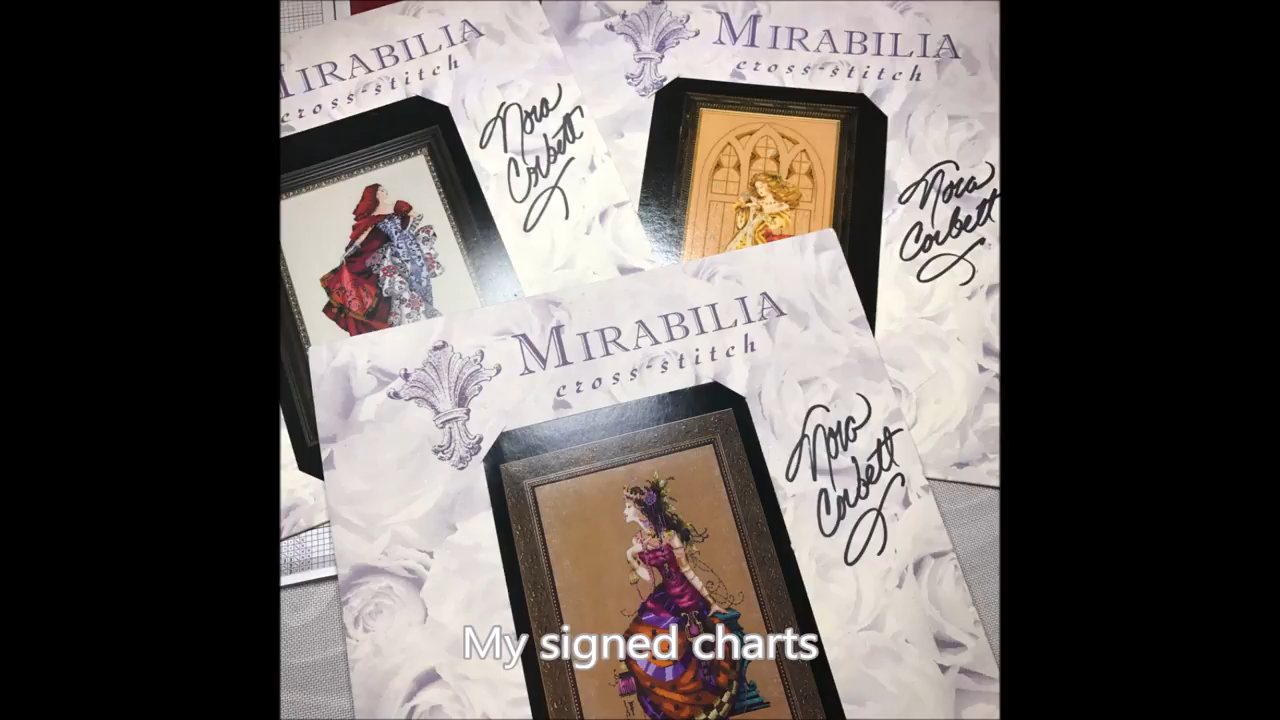 MIRABILIA
cross-stitch
Nora
Corbett
MIRABILIA
cross-stitch
Nora
Corbett
MIRABILIA
cross-stitch
Nora
Corbett
My signed charts